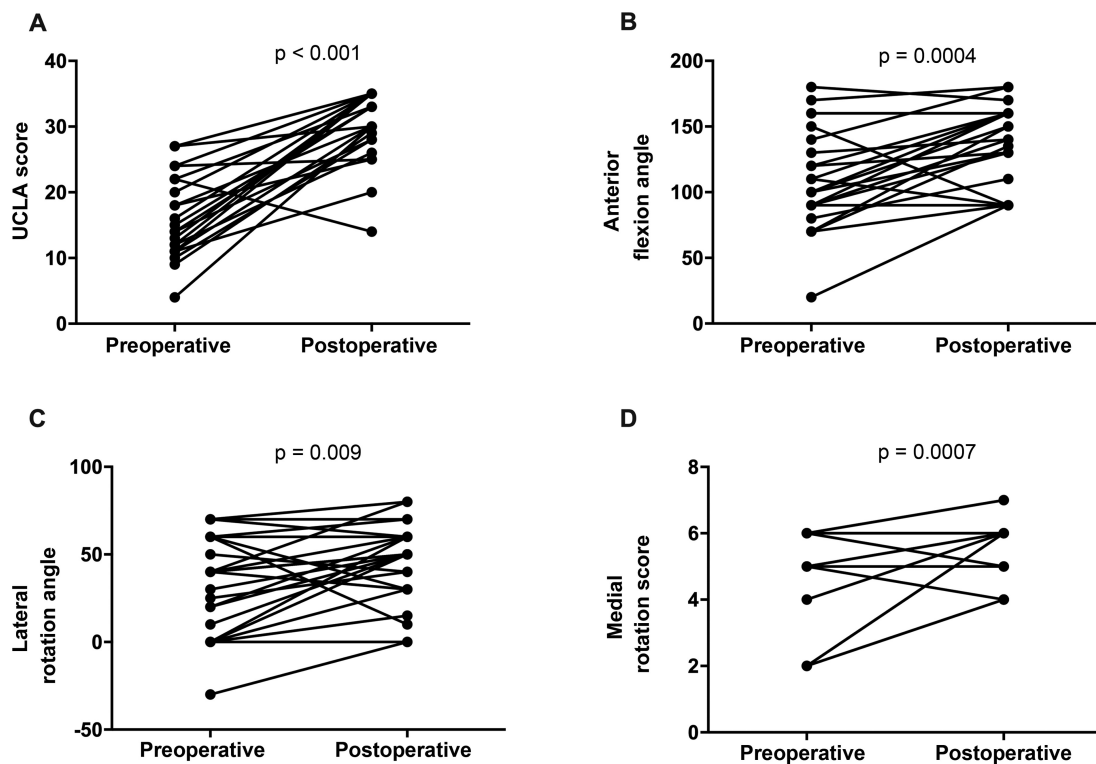 A
p < 0.001
UCLA score
40
30
20
10
0
Preoperative
Postoperative
B
p = 0.0004
Anterior
flexion angle
200
150
100
50
0
Preoperative
Postoperative
C
p = 0.009
Lateral
rotation angle
100
50
0
-50
Preoperative
Postoperative
D
p = 0.0007
Medial
rotation score
8
6
4
2
0
Preoperative
Postoperative